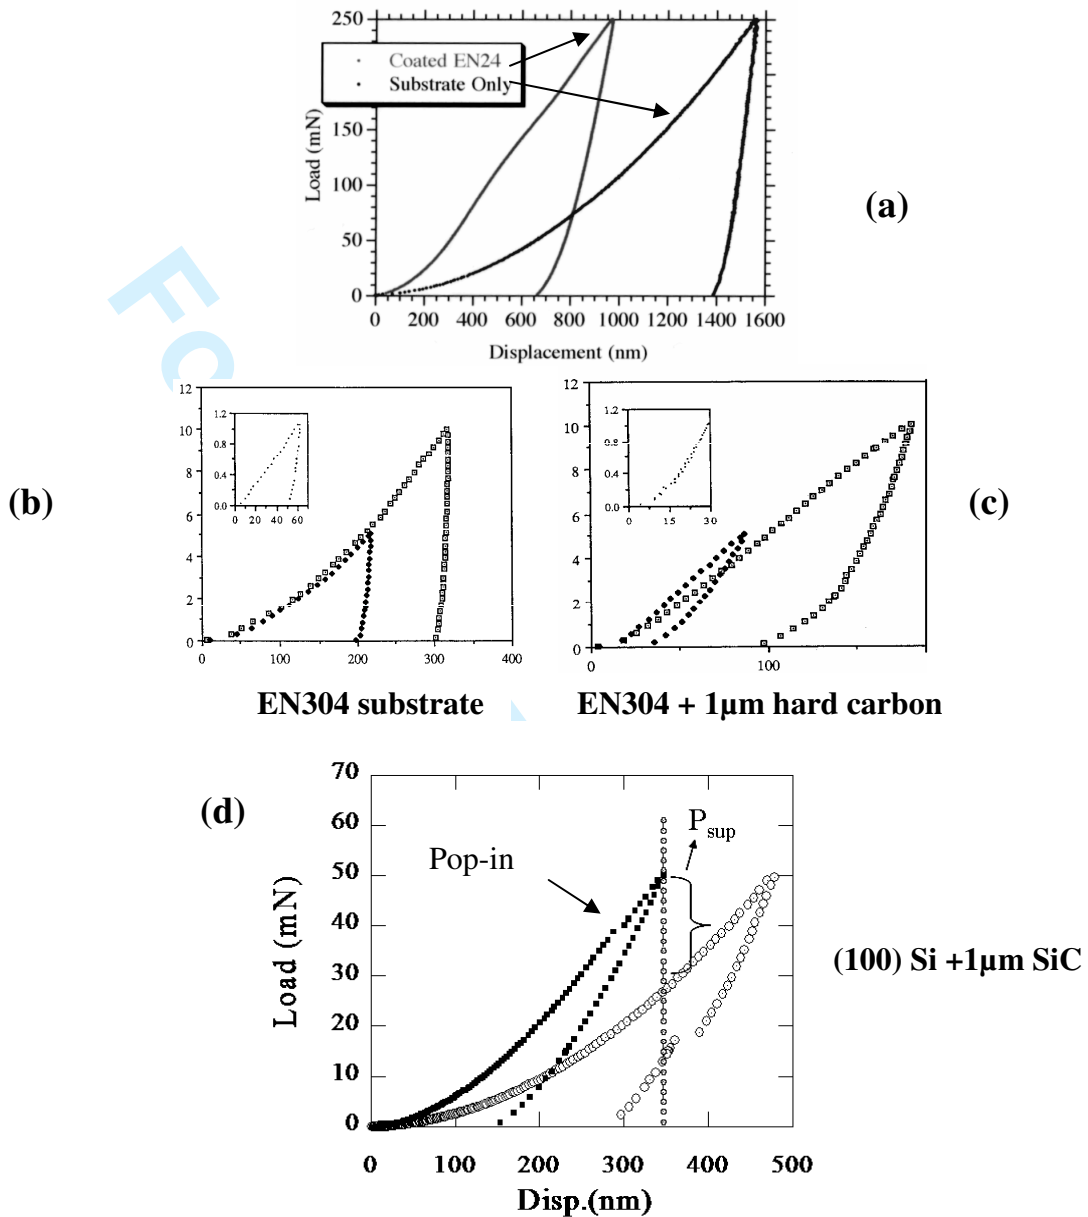 250
Coated EN24
Substrate Only
150
100
50
0
Load (mN)
0 200 400 600 800 1000 1200 1400 1600
Displacement (nm)
(a)
Fo
12
10
8
6
4
2
0
1.2
0.8
0.4
0.0
0 20 40 60
0 100 200 300 400
(b)
EN304 substrate
12
10
8
6
4
2
0
1.2
0.8
0.4
0.0
0 15 30
0 100
(c)
EN304 + 1µm hard carbon
(d)
70
60
50
40
30
20
10
0
Load (mN)
Pop-in
P sup
0 100 200 300 400 500
Disp.(nm)
(100) Si +1µm SiC